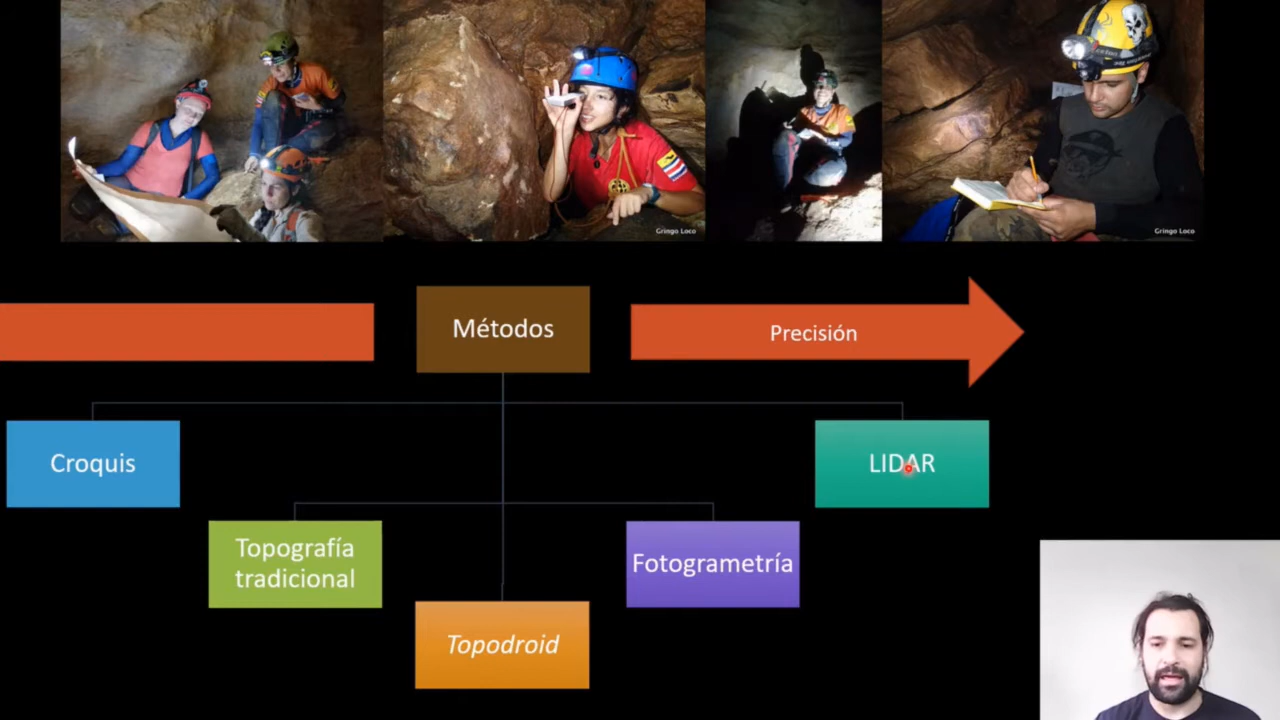 Gringo Loco
Gringo Loco
Métodos
Precisión
Croquis
LIDAR
Topografía
tradicional
Fotogrametría
Topodroid